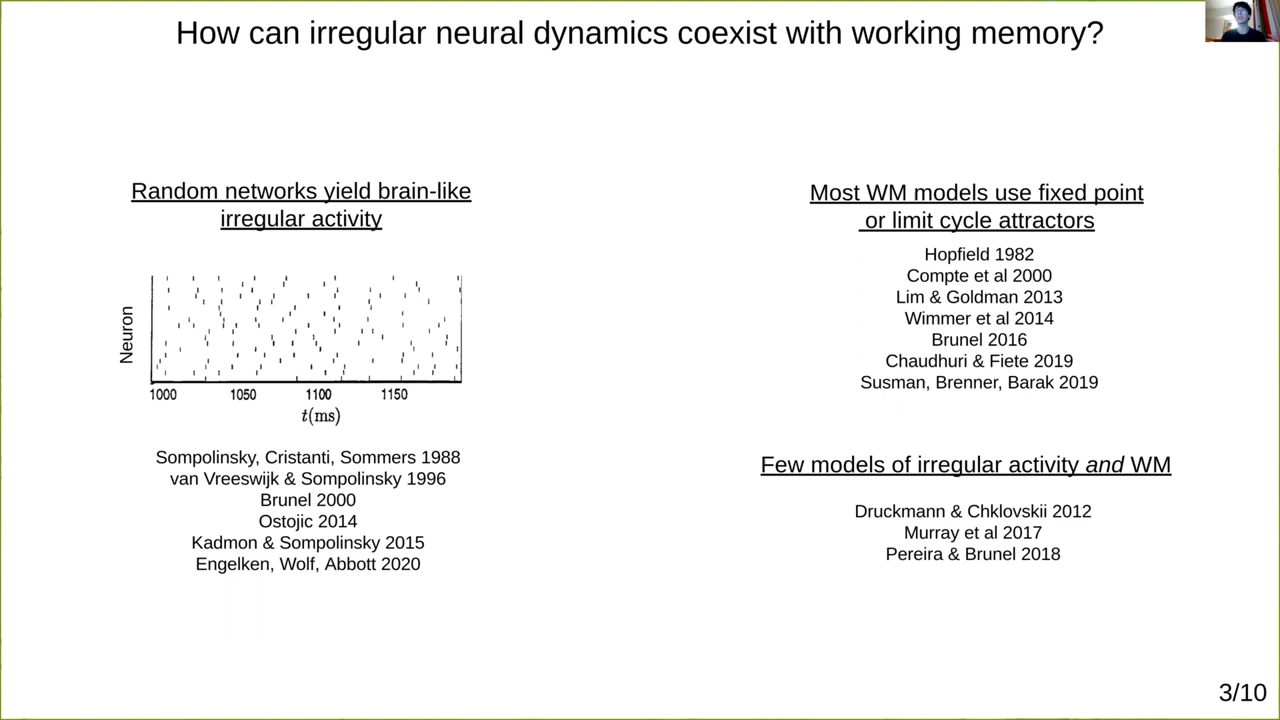 How can irregular neural dynamics coexist with working memory?
Random networks yield brain-like
irregular activity
Neuron
1000 1050 1100 1150
t(ms)
Sompolinsky, Cristanti, Sommers 1988
van Vreeswijk & Sompolinsky 1996
Brunel 2000
Ostojic 2014
Kadmon & Sompolinsky 2015
Engelken, Wolf, Abbott 2020
Most WM models use fixed point
or limit cycle attractors
Hopfield 1982
Compte et al 2000
Lim & Goldman 2013
Wimmer et al 2014
Brunel 2016
Chaudhuri & Fiete 2019
Susman, Brenner, Barak 2019
Few models of irregular activity and WM
Druckmann & Chklovskii 2012
Murray et al 2017
Pereira & Brunel 2018
3/10